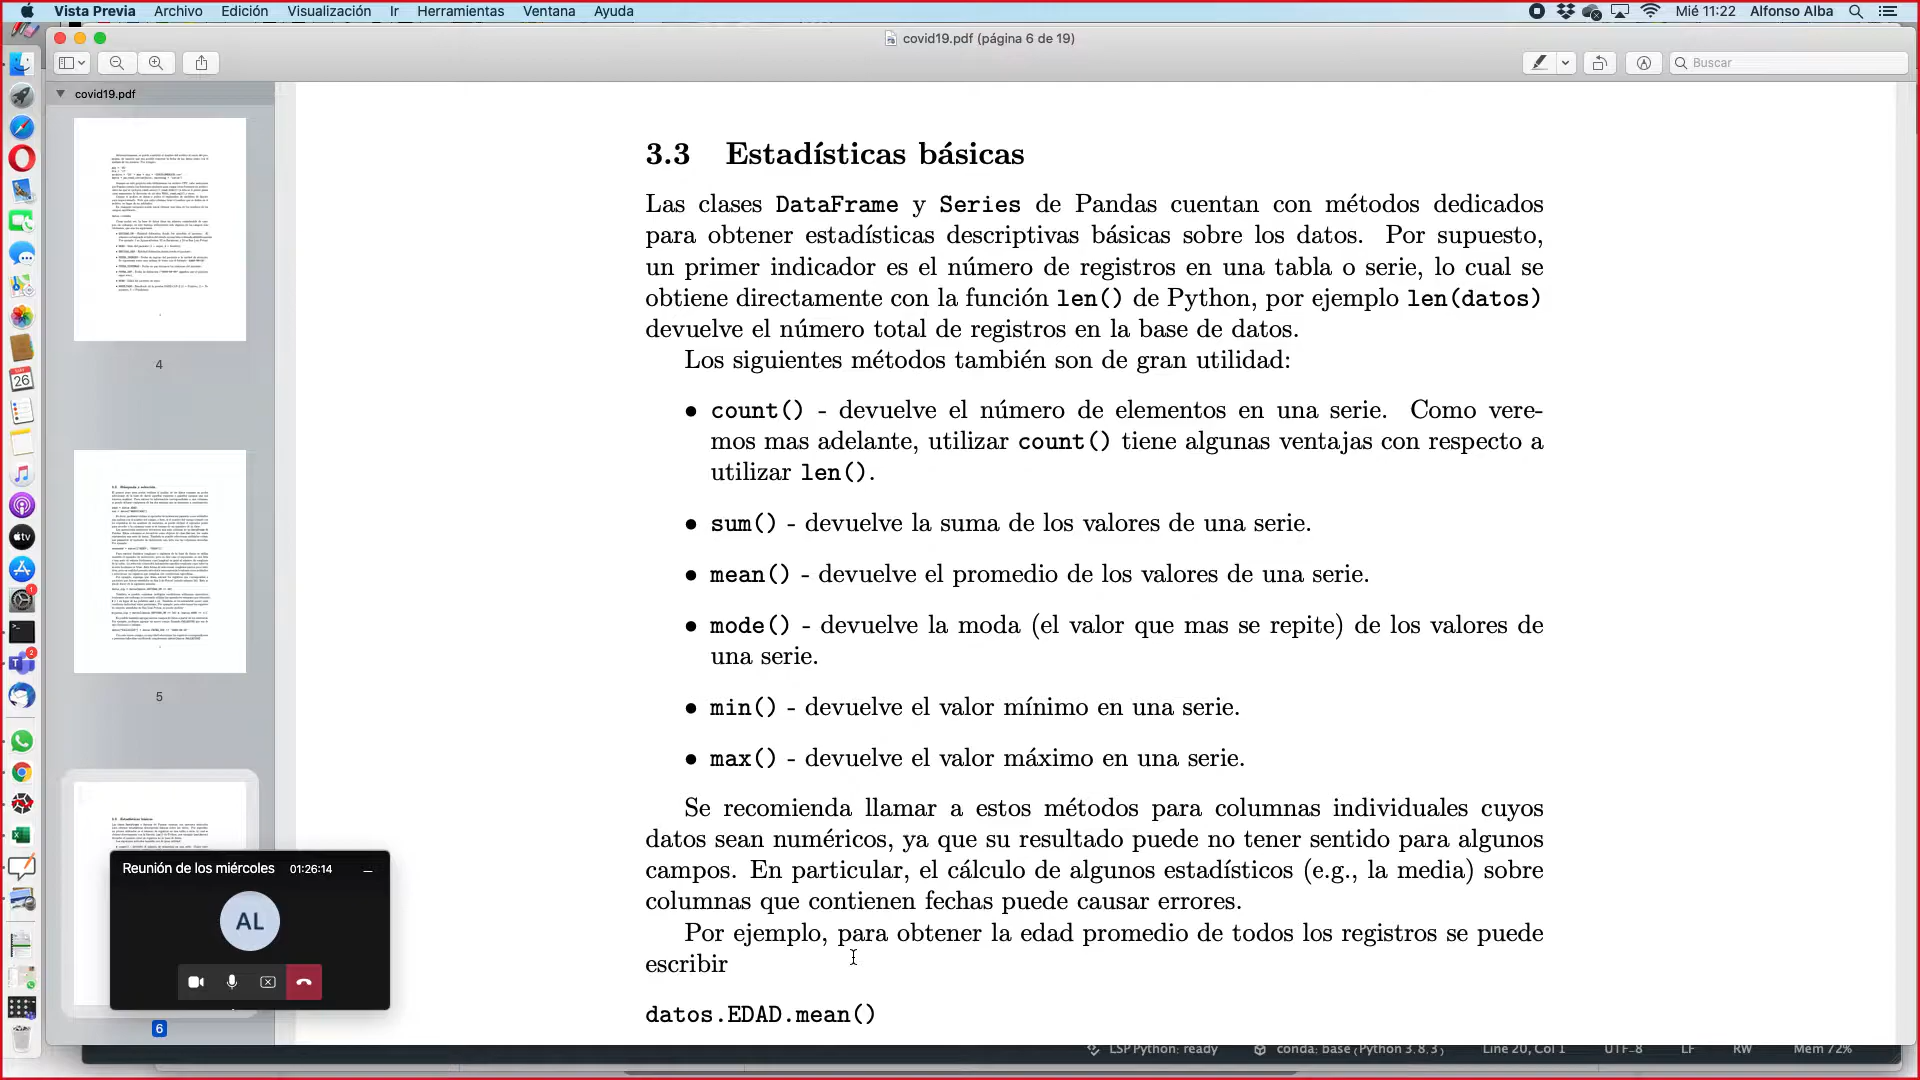 Vista Previa Archivo Edición Visualización Ir Herramientas Ventana Ayuda
Mié 11:22 Alfonso Alba
covid19.pdf (página 6 de 19)
Buscar
covid19.pdf
4
5
6
3.3 Estadísticas básicas
Las clases DataFrame y Series de Pandas cuentan con métodos dedicados
para obtener estadísticas descriptivas básicas sobre los datos. Por supuesto,
un primer indicador es el número de registros en una tabla o serie, lo cual se
obtiene directamente con la función len() de Python, por ejemplo len(datos)
devuelve el número total de registros en la base de datos.
Los siguientes métodos también son de gran utilidad:
• count() - devuelve el número de elementos en una serie. Como vere-
mos mas adelante, utilizar count() tiene algunas ventajas con respecto a
utilizar len().
• sum() - devuelve la suma de los valores de una serie.
• mean() - devuelve el promedio de los valores de una serie.
• mode() - devuelve la moda (el valor que mas se repite) de los valores de
una serie.
• min() - devuelve el valor mínimo en una serie.
• max() - devuelve el valor máximo en una serie.
Se recomienda llamar a estos métodos para columnas individuales cuyos
datos sean numéricos, ya que su resultado puede no tener sentido para algunos
campos. En particular, el cálculo de algunos estadísticos (e.g., la media) sobre
columnas que contienen fechas puede causar errores.
Por ejemplo, para obtener la edad promedio de todos los registros se puede
escribir
datos.EDAD.mean()
Reunión de los miércoles 01:26:14
AL
LSP Python: ready conda: base (Python 3.8.3) Line 20, Col 1 UTF-8 LF RW Mem 72%